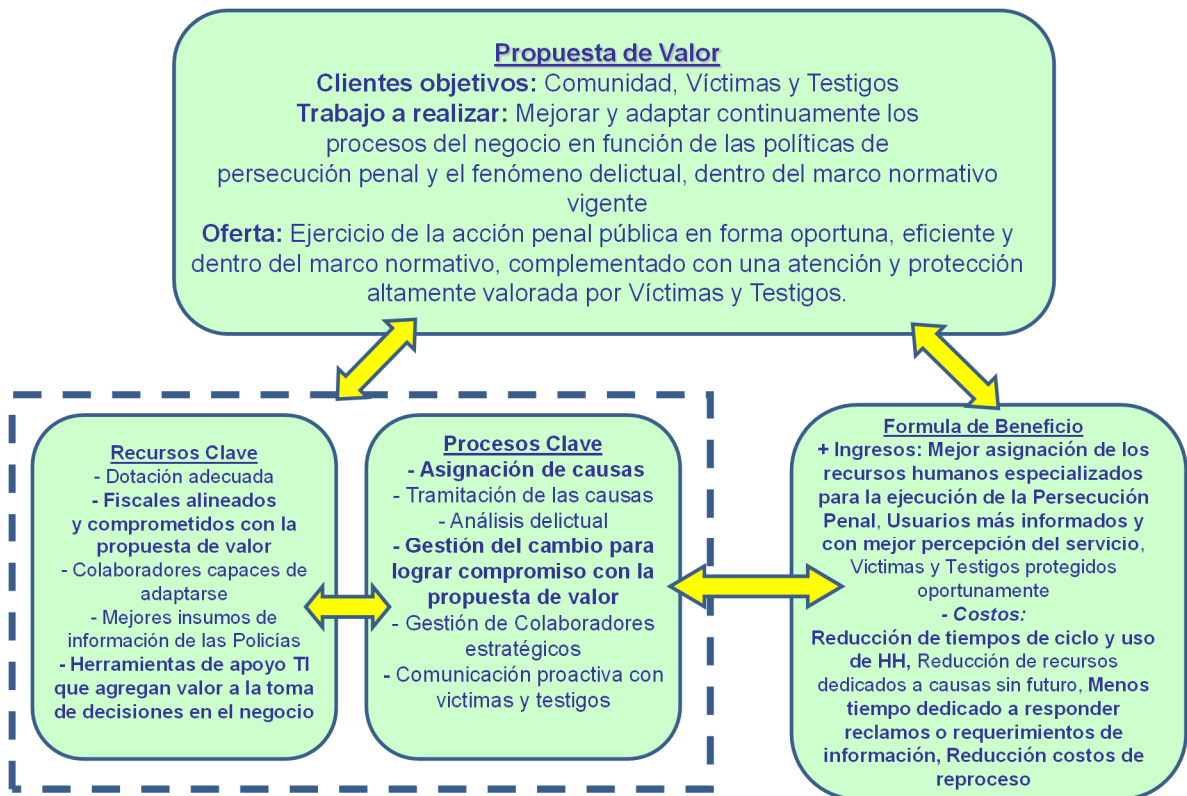 Propuesta de Valor
Clientes objetivos: Comunidad, Víctimas y Testigos
Trabajo a realizar: Mejorar y adaptar continuamente los
procesos del negocio en función de las políticas de
persecución penal y el fenómeno delictual, dentro del marco normativo
vigente
Oferta: Ejercicio de la acción penal pública en forma oportuna, eficiente y
dentro del marco normativo, complementado con una atención y protección
altamente valorada por Víctimas y Testigos.
Recursos Clave
- Dotación adecuada
- Fiscales alineados
y comprometidos con la
propuesta de valor
- Colaboradores capaces de
adaptarse
- Mejores insumos de
información de las Policías
- Herramientas de apoyo TI
que agregan valor a la toma
de decisiones en el negocio
Procesos Clave
- Asignación de causas
- Tramitación de las causas
- Análisis delictual
- Gestión del cambio para
lograr compromiso con la
propuesta de valor
- Gestión de Colaboradores
estratégicos
- Comunicación proactiva con
victimas y testigos
Formula de Beneficio
+ Ingresos: Mejor asignación de los
recursos humanos especializados
para la ejecución de la Persecución
Penal, Usuarios más informados y
con mejor percepción del servicio,
Victimas y Testigos protegidos
oportunamente
- Costos:
Reducción de tiempos de ciclo y uso
de HH, Reducción de recursos
dedicados a causas sin futuro, Menos
tiempo dedicado a responder
reclamos o requerimientos de
información, Reducción costos de
reproceso